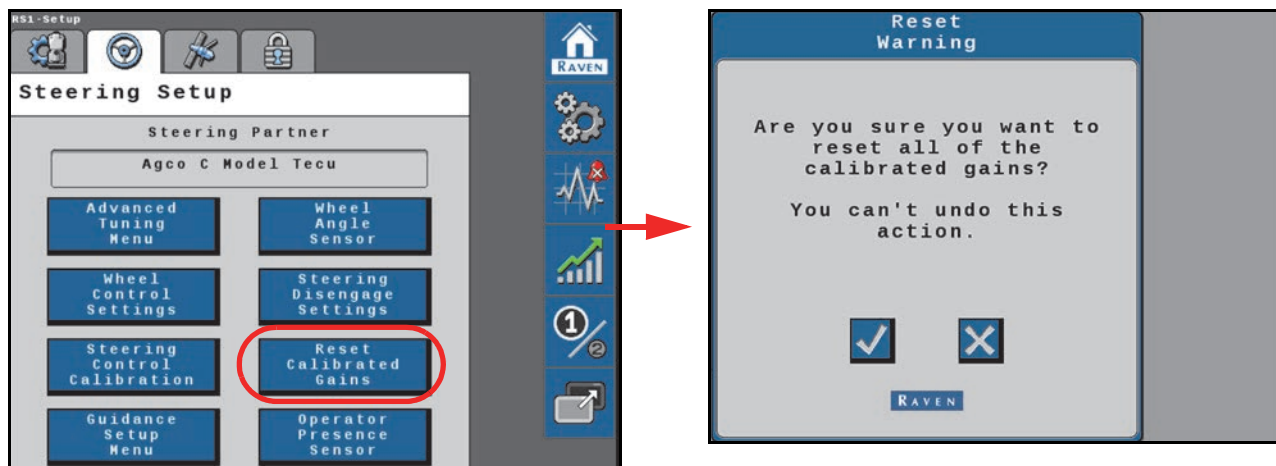 RS1-Setup
Steering Setup
Steering Partner
Agco C Model Tecu
Advanced
Tuning
Menu
Wheel
Angle
Sensor
Wheel
Control
Settings
Steering
Disengage
Settings
Steering
Control
Calibration
Reset
Calibrated
Gains
Guidance
Setup
Menu
Operator
Presence
Sensor
RAVEN
1/2
Reset
Warning
Are you sure you want to
reset all of the
calibrated gains?
You can't undo this
action.
RAVEN